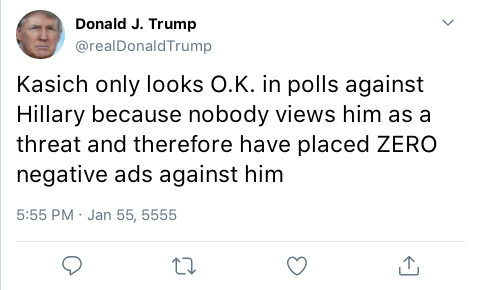 Donald J. Trump
@realDonaldTrump
Kasich only looks O.K. in polls against
Hillary because nobody views him as a
threat and therefore have placed ZERO
negative ads against him
5:55 PM · Jan 55, 5555